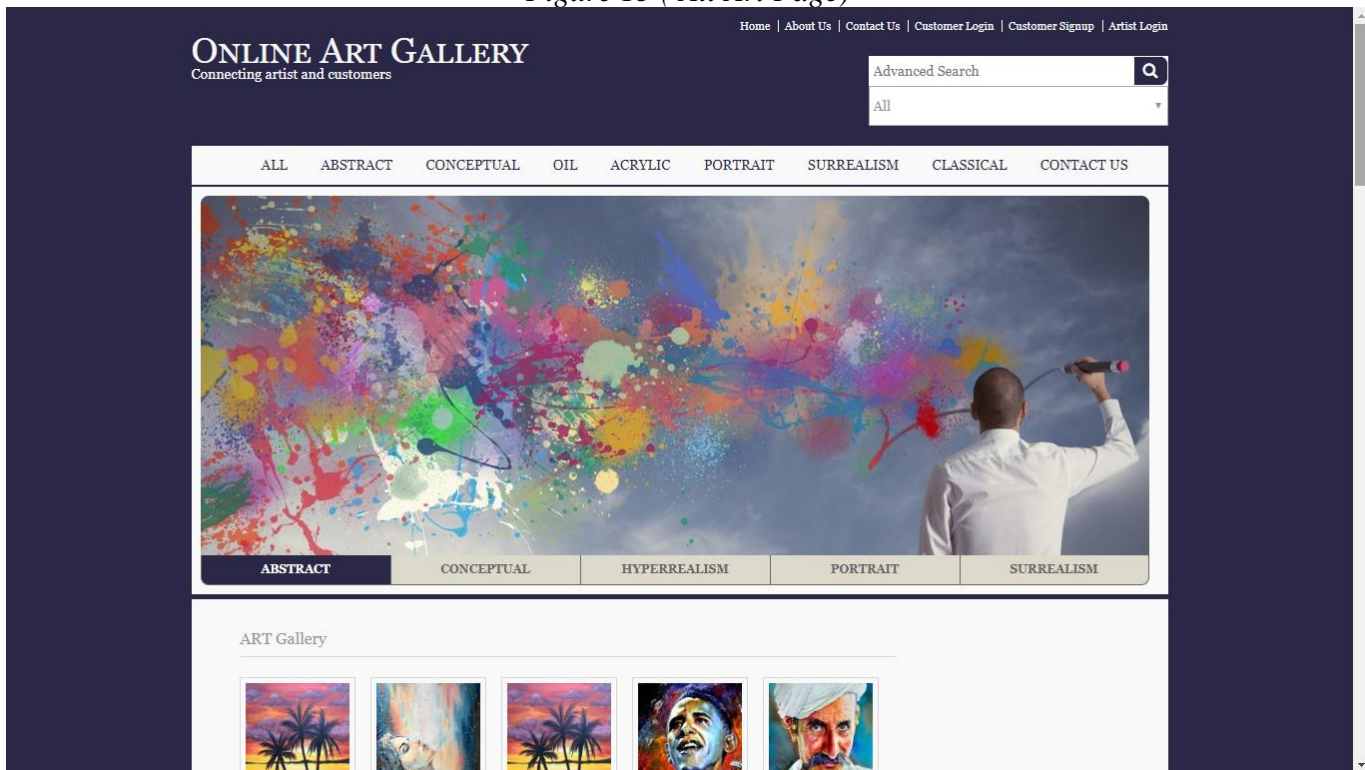 Home | About Us | Contact Us | Customer Login | Customer Signup | Artist Login
ONLINE ART GALLERY
Connecting artist and customers
Advanced Search
All
ALL ABSTRACT CONCEPTUAL OIL ACRYLIC PORTRAIT SURREALISM CLASSICAL CONTACT US
ABSTRACT CONCEPTUAL HYPERREALISM PORTRAIT SURREALISM
ART Gallery